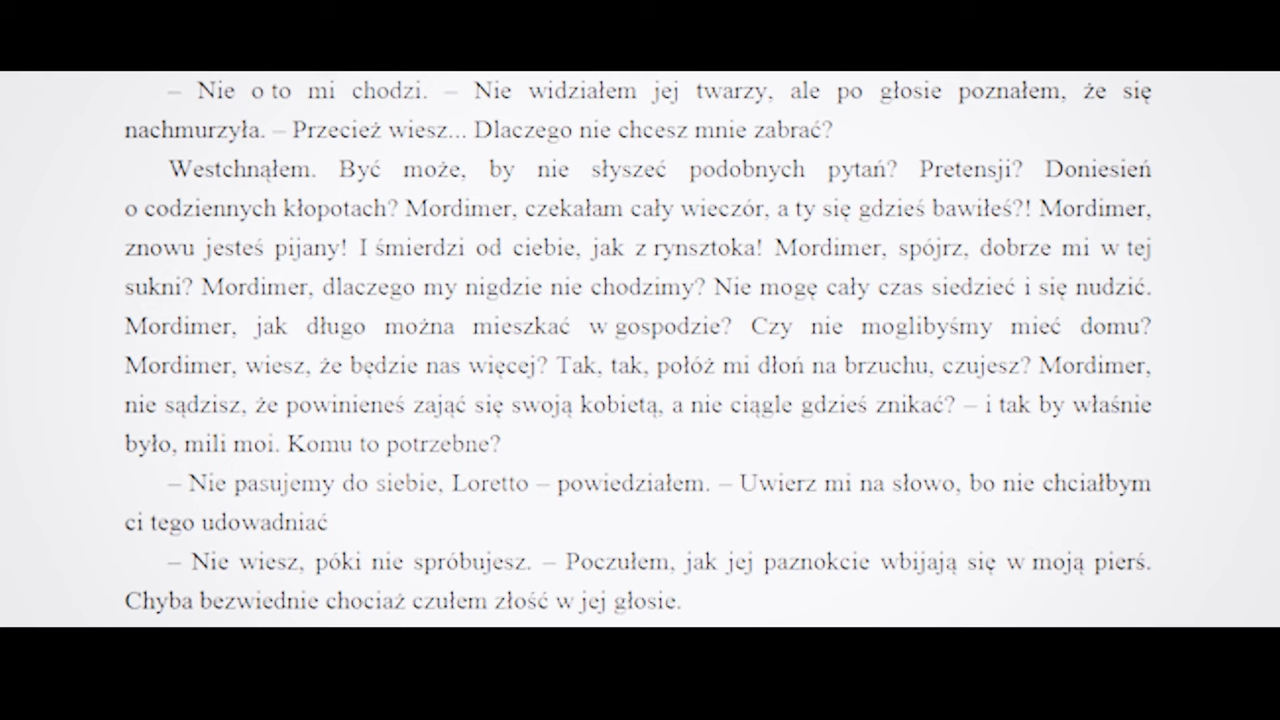 – Nie o to mi chodzi. – Nie widziałem jej twarzy, ale po głosie poznałem, że się
nachmurzyła. – Przecież wiesz... Dlaczego nie chcesz mnie zabrać?
Westchnąłem. Być może, by nie słyszeć podobnych pytań? Pretensji? Doniesień
o codziennych kłopotach? Mordimer, czekałam cały wieczór, a ty się gdzieś bawiłeś?! Mordimer,
znowu jesteś pijany! I śmierdzi od ciebie, jak z rynsztoka! Mordimer, spójrz, dobrze mi w tej
sukni? Mordimer, dlaczego my nigdzie nie chodzimy? Nie mogę cały czas siedzieć i się nudzić.
Mordimer, jak długo można mieszkać w gospodzie? Czy nie moglibyśmy mieć domu?
Mordimer, wiesz, że będzie nas więcej? Tak, tak, połóż mi dłoń na brzuchu, czujesz? Mordimer,
nie sądzisz, że powinieneś zająć się swoją kobietą, a nie ciągle gdzieś znikać? – i tak by właśnie
było, mili moi. Komu to potrzebne?
– Nie pasujemy do siebie, Loretto – powiedziałem. – Uwierz mi na słowo, bo nie chciałbym
ci tego udowadniać
– Nie wiesz, póki nie spróbujesz. – Poczułem, jak jej paznokcie wbijają się w moją pierś.
Chyba bezwiednie chociaż czułem złość w jej głosie.